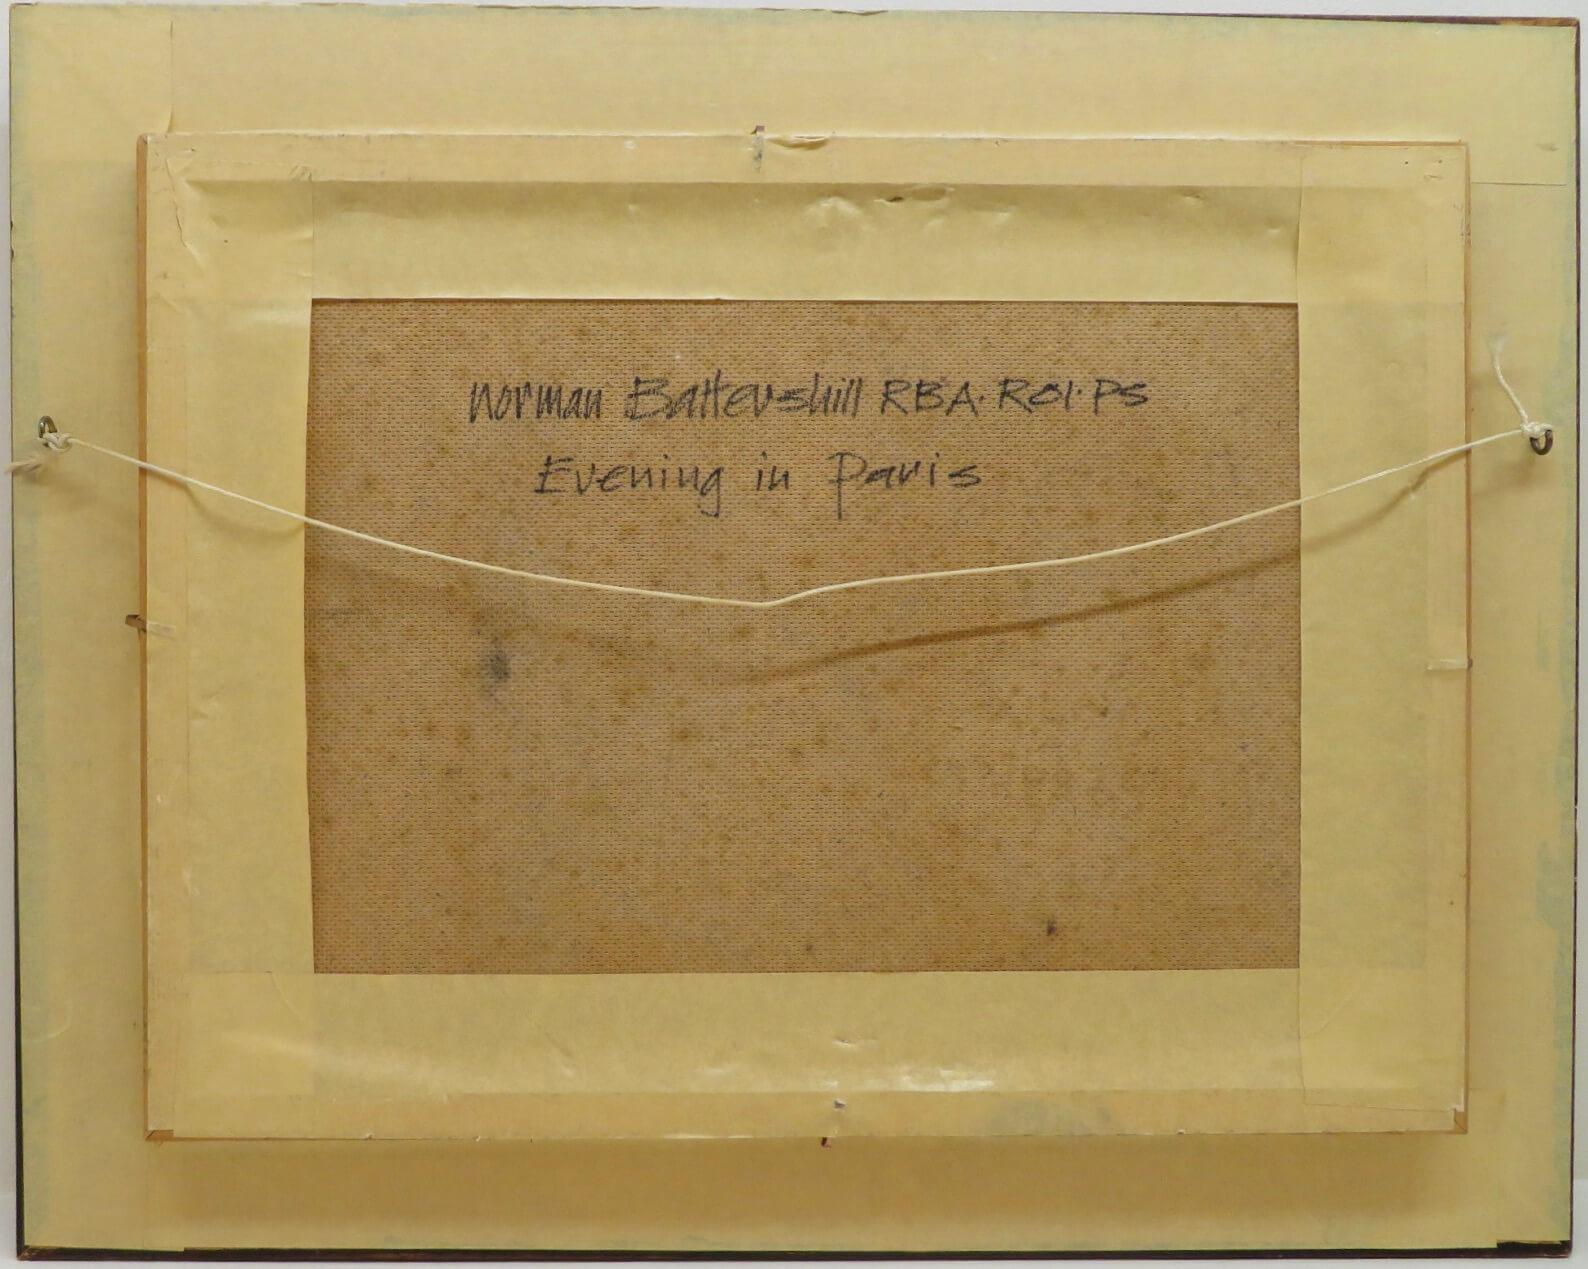 Norman Battershill RBA. ROI. PS
Evening in Paris